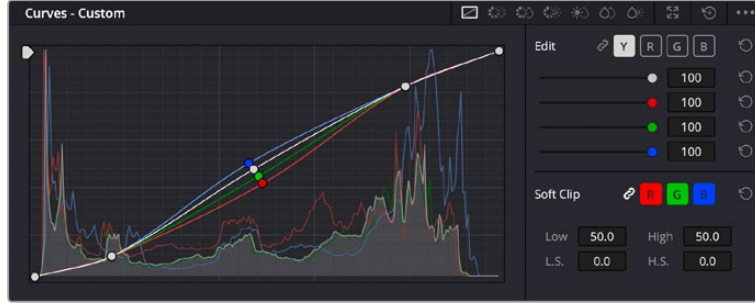 Curves - Custom
Edit Y R G B
100
100
100
100
Soft Clip R G B
Low 50.0 High 50.0
L.S. 0.0 H.S. 0.0